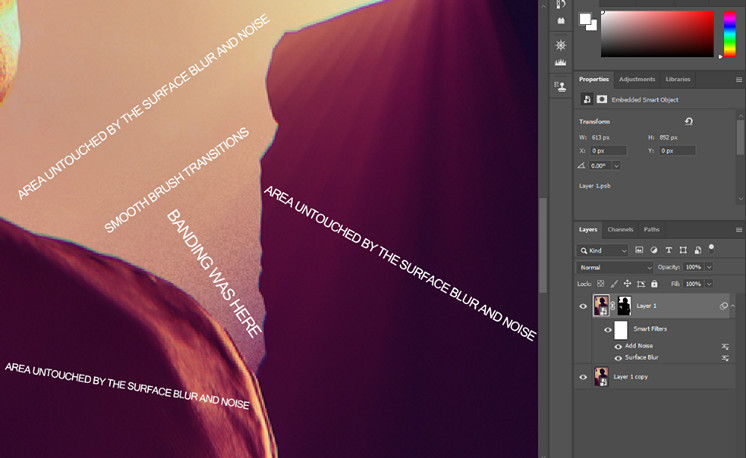 AREA UNTOUCHED BY THE SURFACE BLUR AND NOISE
SMOOTH BRUSH TRANSITIONS
BANDING WAS HERE
AREA UNTOUCHED BY THE SURFACE BLUR AND NOISE
AREA UNTOUCHED BY THE SURFACE BLUR AND NOISE
Properties Adjustments Libraries
Embedded Smart Object
Transform
W: 613 px H: 892 px
X: 0 px Y: 0 px
0.00°
Layer 1.psb
Layers Channels Paths
Kind
Normal Opacity: 100%
Lock: Fill: 100%
Layer 1
Smart Filters
Add Noise
Surface Blur
Layer 1 copy